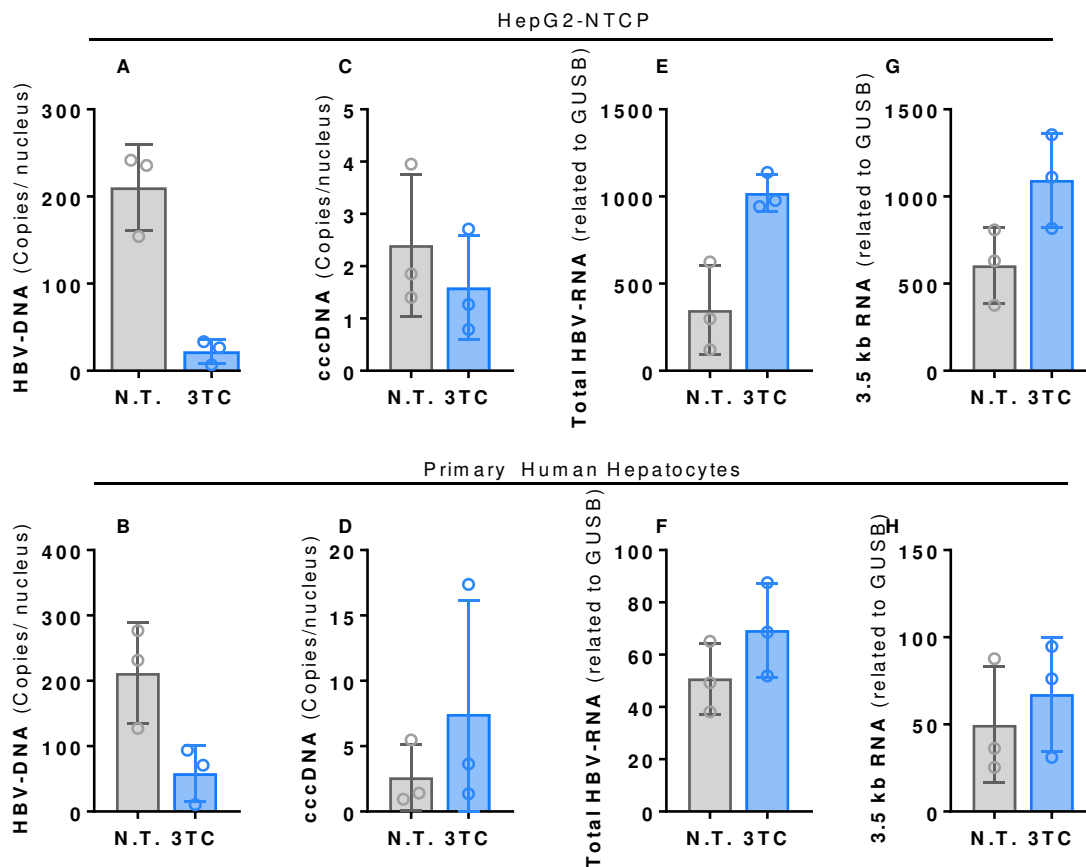 HepG2-NTCP
A
HBV-DNA (Copies/ nucleus)
300
200
100
0
N.T. 3TC
C
cccDNA (Copies/nucleus)
5
4
3
2
1
0
N.T. 3TC
E
Total HBV-RNA (related to GUSB)
1500
1000
500
0
N.T. 3TC
G
3.5 kb RNA (related to GUSB)
1500
1000
500
0
N.T. 3TC
Primary Human Hepatocytes
B
HBV-DNA (Copies/ nucleus)
400
300
200
100
0
N.T. 3TC
D
cccDNA (Copies/nucleus)
20
15
10
5
0
N.T. 3TC
F
Total HBV-RNA (related to GUSB)
100
80
60
40
20
0
N.T. 3TC
H
3.5 kb RNA (related to GUSB)
150
100
50
0
N.T. 3TC